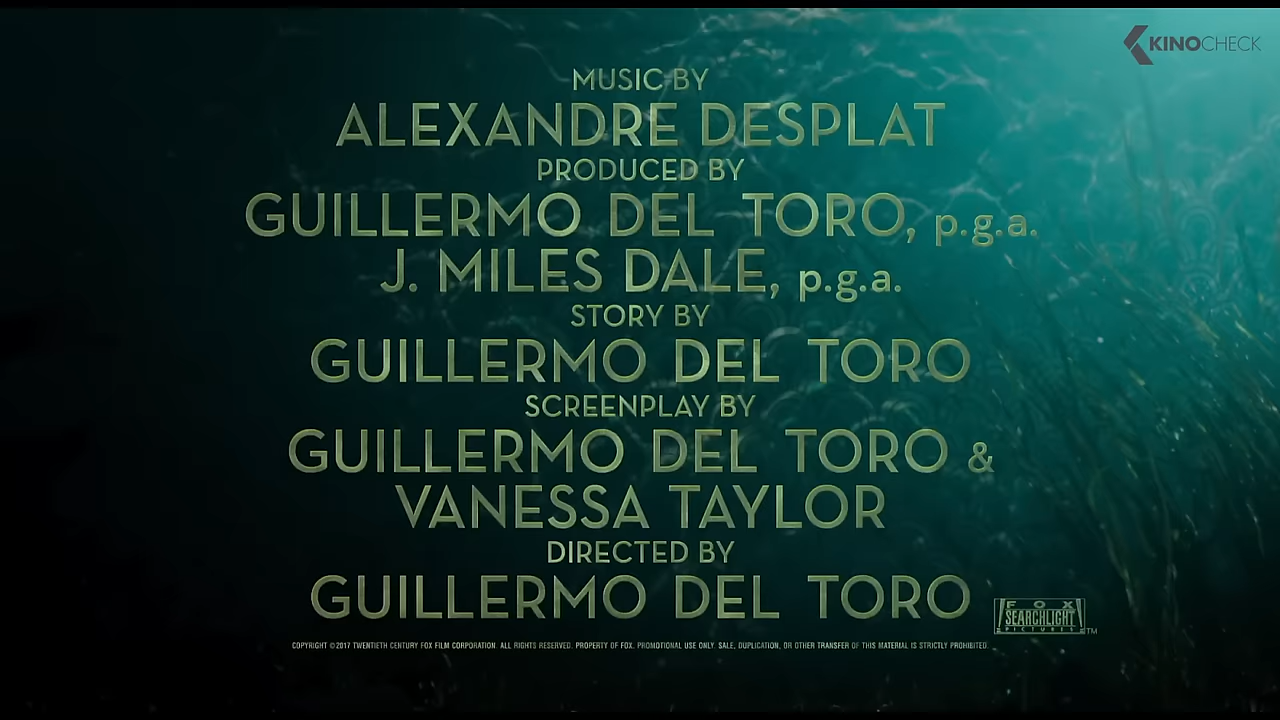 KINOCHECK
MUSIC BY
ALEXANDRE DESPLAT
PRODUCED BY
GUILLERMO DEL TORO, p.g.a.
J. MILES DALE, p.g.a.
STORY BY
GUILLERMO DEL TORO
SCREENPLAY BY
GUILLERMO DEL TORO &
VANESSA TAYLOR
DIRECTED BY
GUILLERMO DEL TORO
FOX
SEARCHLIGHT
PICTURES
TM
COPYRIGHT ©2017 TWENTIETH CENTURY FOX FILM CORPORATION. ALL RIGHTS RESERVED. PROPERTY OF FOX. PROMOTIONAL USE ONLY. SALE, DUPLICATION, OR OTHER TRANSFER OF THIS MATERIAL IS STRICTLY PROHIBITED.